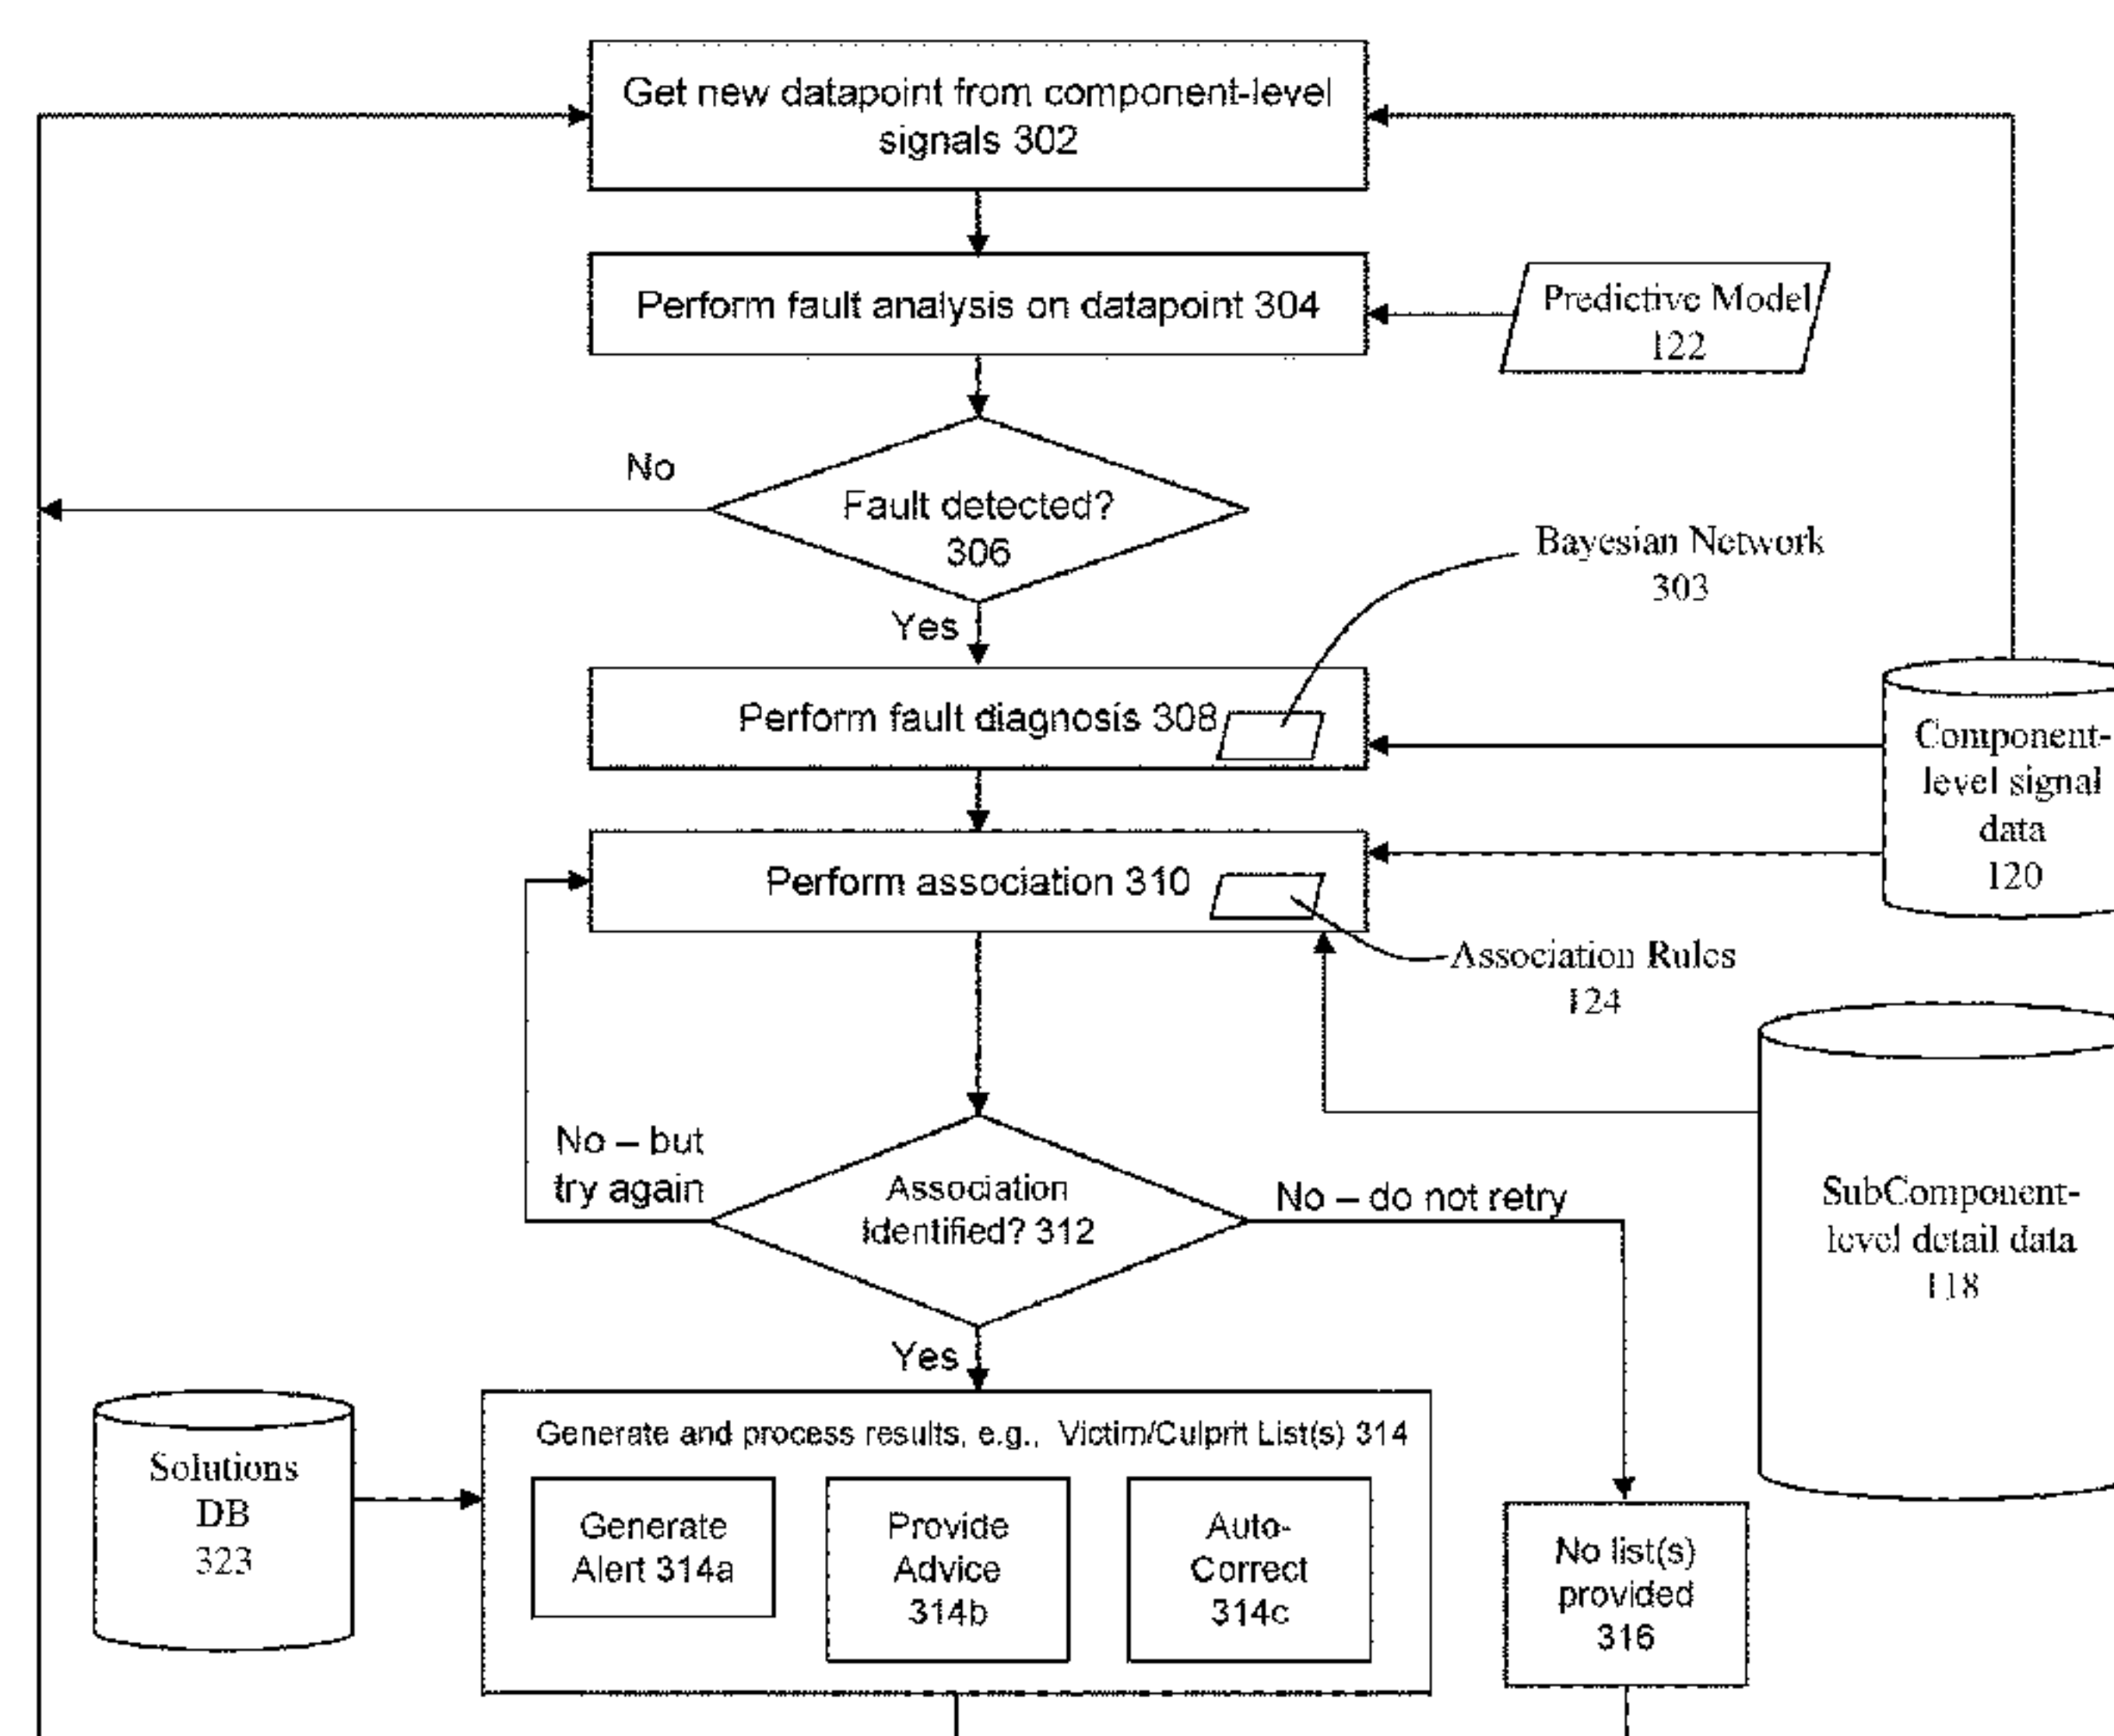 Get new datapoint from component-level
signals 302
Perform fault analysis on datapoint 304
Predictive Model
122
No
Fault detected?
306
Bayesian Network
303
Yes
Perform fault diagnosis 308
Component-
level signal
data
120
Perform association 310
Association Rules
124
No – but
try again
Association
Identified? 312
No – do not retry
SubComponent-
level detail data
118
Yes
Generate and process results, e.g., Victim/Culprit List(s) 314
Solutions
DB
323
Generate
Alert 314a
Provide
Advice
314b
Auto-
Correct
314c
No list(s)
provided
316